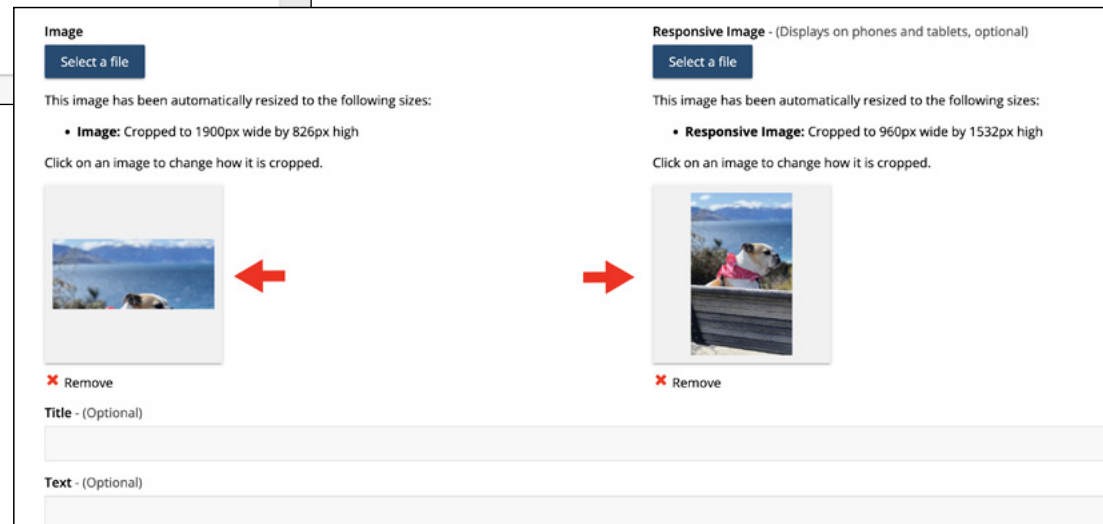 Image
Select a file
This image has been automatically resized to the following sizes:
• Image: Cropped to 1900px wide by 826px high
Click on an image to change how it is cropped.
Remove
Responsive Image - (Displays on phones and tablets, optional)
Select a file
This image has been automatically resized to the following sizes:
• Responsive Image: Cropped to 960px wide by 1532px high
Click on an image to change how it is cropped.
Remove
Title - (Optional)
Text - (Optional)